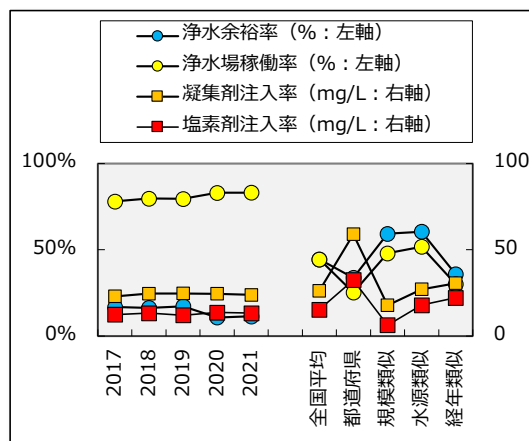 浄水余裕率（%：左軸）
浄水場稼働率（%：左軸）
凝集剤注入率（mg/L：右軸）
塩素剤注入率（mg/L：右軸）
100%
100
50%
50
0%
0
2017
2018
2019
2020
2021
全国平均
都道府県
規模類似
水源類似
経年類似